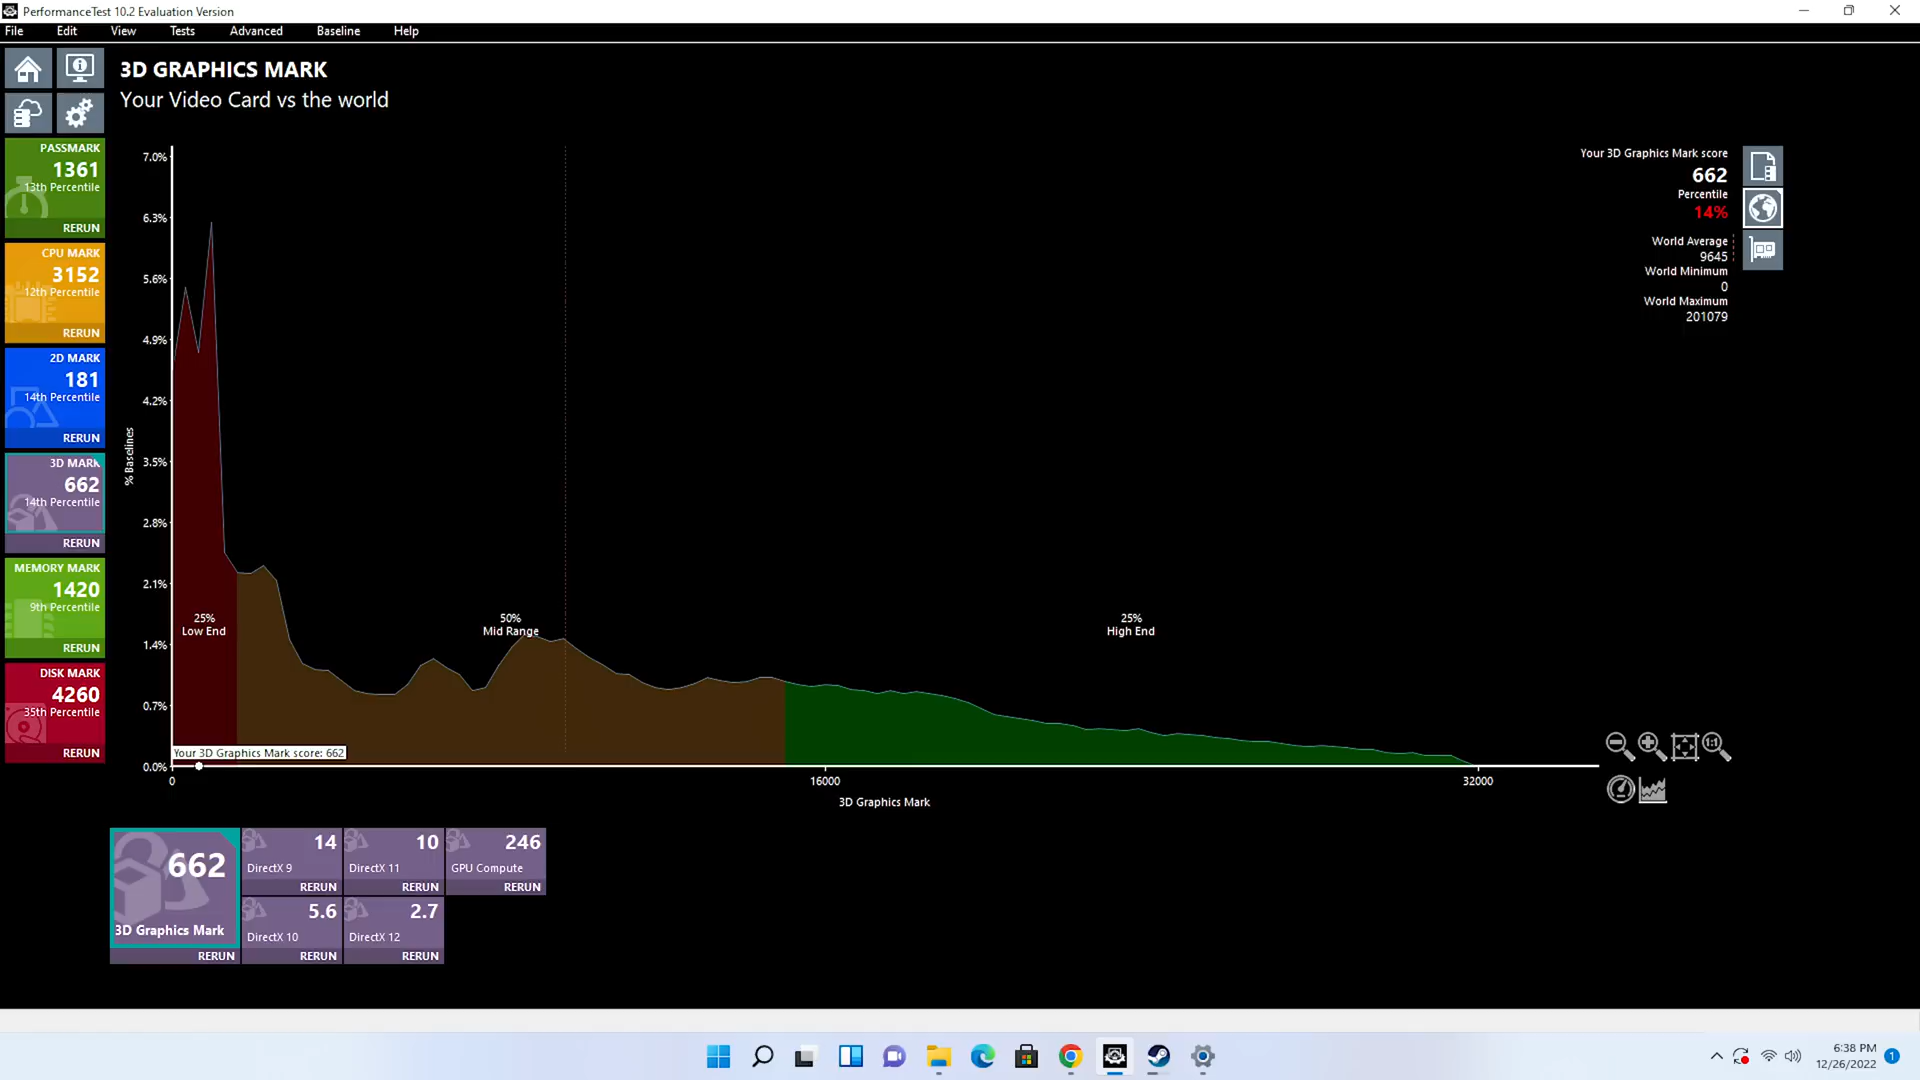 PerformanceTest 10.2 Evaluation Version
File Edit View Tests Advanced Baseline Help
3D GRAPHICS MARK
Your Video Card vs the world
PASSMARK
1361
13th Percentile
RERUN
CPU MARK
3152
12th Percentile
RERUN
2D MARK
181
14th Percentile
RERUN
3D MARK
662
14th Percentile
RERUN
MEMORY MARK
1420
9th Percentile
RERUN
DISK MARK
4260
35th Percentile
RERUN
% Baselines
7.0%
6.3%
5.6%
4.9%
4.2%
3.5%
2.8%
2.1%
1.4%
0.7%
0.0%
25%
Low End
50%
Mid Range
25%
High End
Your 3D Graphics Mark score: 662
0 16000 32000
3D Graphics Mark
Your 3D Graphics Mark score
662
Percentile
14%
World Average
9645
World Minimum
0
World Maximum
201079
1:1
662
3D Graphics Mark
RERUN
14
DirectX 9
RERUN
10
DirectX 11
RERUN
246
GPU Compute
RERUN
5.6
DirectX 10
RERUN
2.7
DirectX 12
RERUN
6:38 PM
12/26/2022
1